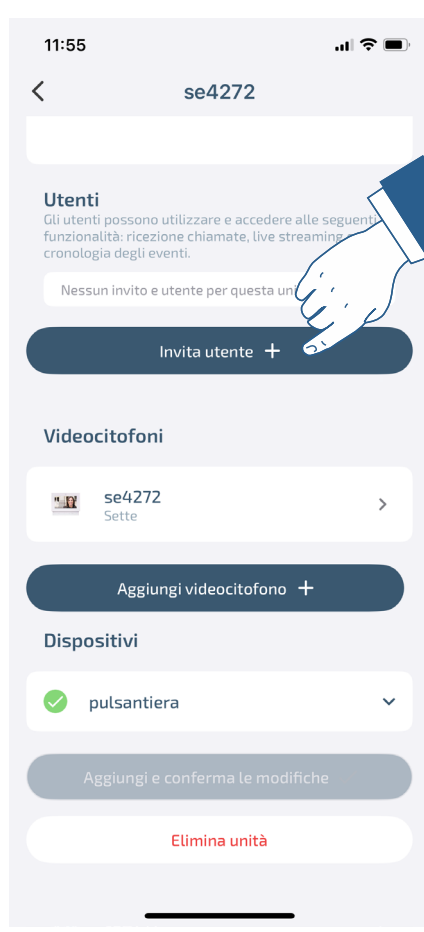 11:55
se4272
Utenti
Gli utenti possono utilizzare e accedere alle seguenti
funzionalità: ricezione chiamate, live streaming
cronologia degli eventi.
Nessun invito e utente per questa
Invita utente +
Videocitofoni
se4272
Sette
Aggiungi videocitofono +
Dispositivi
pulsantiera
Aggiungi e conferma le modifiche
Elimina unità